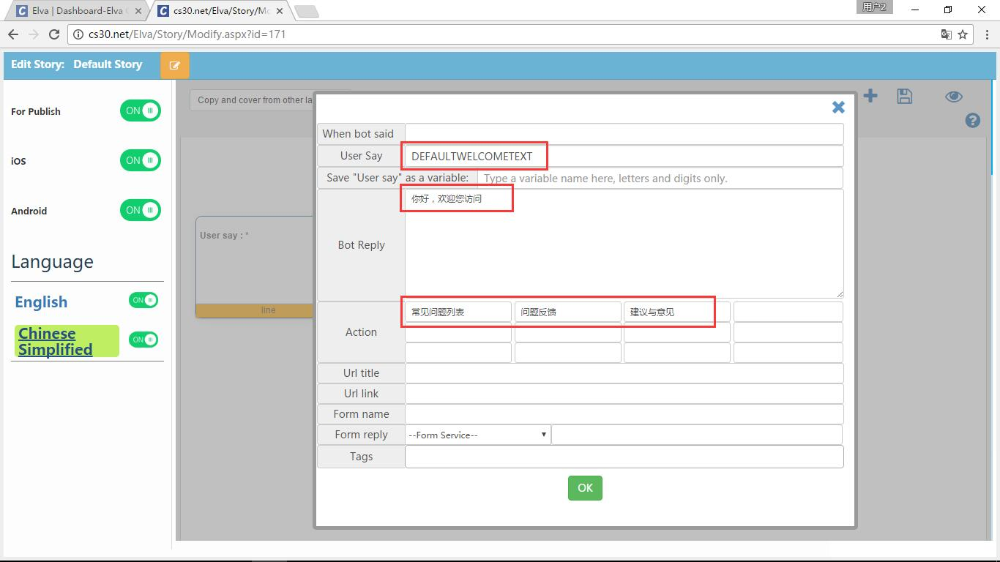 Elva | Dashboard-Elva
cs30.net/Elva/Story/Mo
用户2
cs30.net/Elva/Story/Modify.aspx?id=171
Edit Story: Default Story
Copy and cover from other la
For Publish
ON
iOS
ON
Android
ON
Language
English
ON
Chinese
Simplified
ON
User say : *
line
When bot said
User Say
DEFAULTWELCOMETEXT
Save "User say" as a variable:
Type a variable name here, letters and digits only.
Bot Reply
你好，欢迎您访问
Action
常见问题列表
问题反馈
建议与意见
Url title
Url link
Form name
Form reply
--Form Service--
Tags
OK